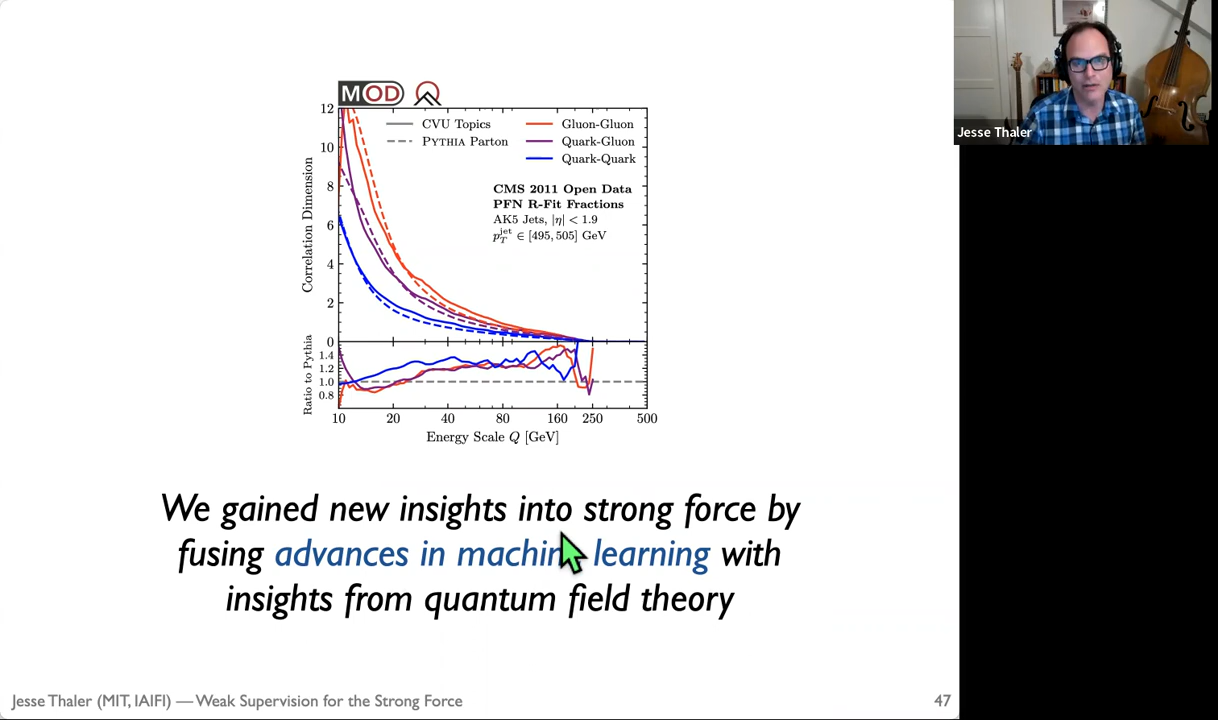 MOD
12
10
8
6
4
2
0
Correlation Dimension
CVU Topics
PYTHIA Parton
Gluon-Gluon
Quark-Gluon
Quark-Quark
CMS 2011 Open Data
PFN R-Fit Fractions
AK5 Jets, |η| < 1.9
p_T^jet ∈ [495, 505] GeV
1.4
1.2
1.0
0.8
Ratio to Pythia
10 20 40 80 160 250 500
Energy Scale Q [GeV]
We gained new insights into strong force by
fusing advances in machine learning with
insights from quantum field theory
Jesse Thaler (MIT, IAIFI) — Weak Supervision for the Strong Force
47
Jesse Thaler